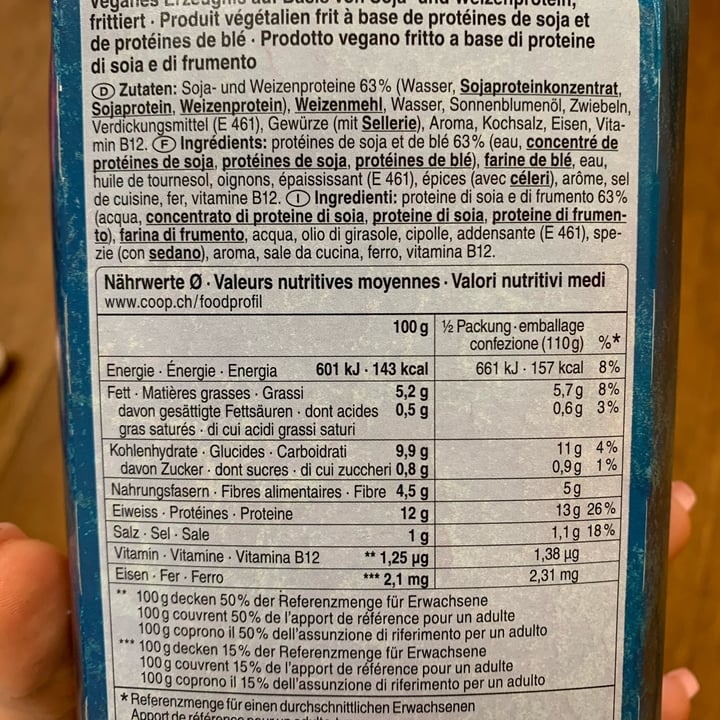 veganes Erzeugnis auf Basis von Soja- und Weizenprotein,
frittiert · Produit végétalien frit à base de protéines de soja et
de protéines de blé · Prodotto vegano fritto a base di proteine
di soia e di frumento
D Zutaten: Soja- und Weizenproteine 63% (Wasser, Sojaproteinkonzentrat,
Sojaprotein, Weizenprotein), Weizenmehl, Wasser, Sonnenblumenöl, Zwiebeln,
Verdickungsmittel (E 461), Gewürze (mit Sellerie), Aroma, Kochsalz, Eisen, Vita-
min B12. F Ingrédients: protéines de soja et de blé 63% (eau, concentré de
protéines de soja, protéines de soja, protéines de blé), farine de blé, eau,
huile de tournesol, oignons, épaississant (E 461), épices (avec céleri), arôme, sel
de cuisine, fer, vitamine B12. I Ingredienti: proteine di soia e di frumento 63%
(acqua, concentrato di proteine di soia, proteine di soia, proteine di frumen-
to), farina di frumento, acqua, olio di girasole, cipolle, addensante (E 461), spe-
zie (con sedano), aroma, sale da cucina, ferro, vitamina B12.
Nährwerte Ø · Valeurs nutritives moyennes · Valori nutritivi medi
www.coop.ch/foodprofil
100 g ½ Packung · emballage
confezione (110 g) %*
Energie · Énergie · Energia 601 kJ · 143 kcal 661 kJ · 157 kcal 8%
Fett · Matières grasses · Grassi 5,2 g 5,7 g 8%
davon gesättigte Fettsäuren · dont acides 0,5 g 0,6 g 3%
gras saturés · di cui acidi grassi saturi
Kohlenhydrate · Glucides · Carboidrati 9,9 g 11 g 4%
davon Zucker · dont sucres · di cui zuccheri 0,8 g 0,9 g 1%
Nahrungsfasern · Fibres alimentaires · Fibre 4,5 g 5 g
Eiweiss · Protéines · Proteine 12 g 13 g 26%
Salz · Sel · Sale 1 g 1,1 g 18%
Vitamin · Vitamine · Vitamina B12 ** 1,25 µg 1,38 µg
Eisen · Fer · Ferro *** 2,1 mg 2,31 mg
** 100 g decken 50% der Referenzmenge für Erwachsene
100 g couvrent 50% de l'apport de référence pour un adulte
100 g coprono il 50% dell'assunzione di riferimento per un adulto
*** 100 g decken 15% der Referenzmenge für Erwachsene
100 g couvrent 15% de l'apport de référence pour un adulte
100 g coprono il 15% dell'assunzione di riferimento per un adulto
* Referenzmenge für einen durchschnittlichen Erwachsenen
Apport de référence pour un adulte